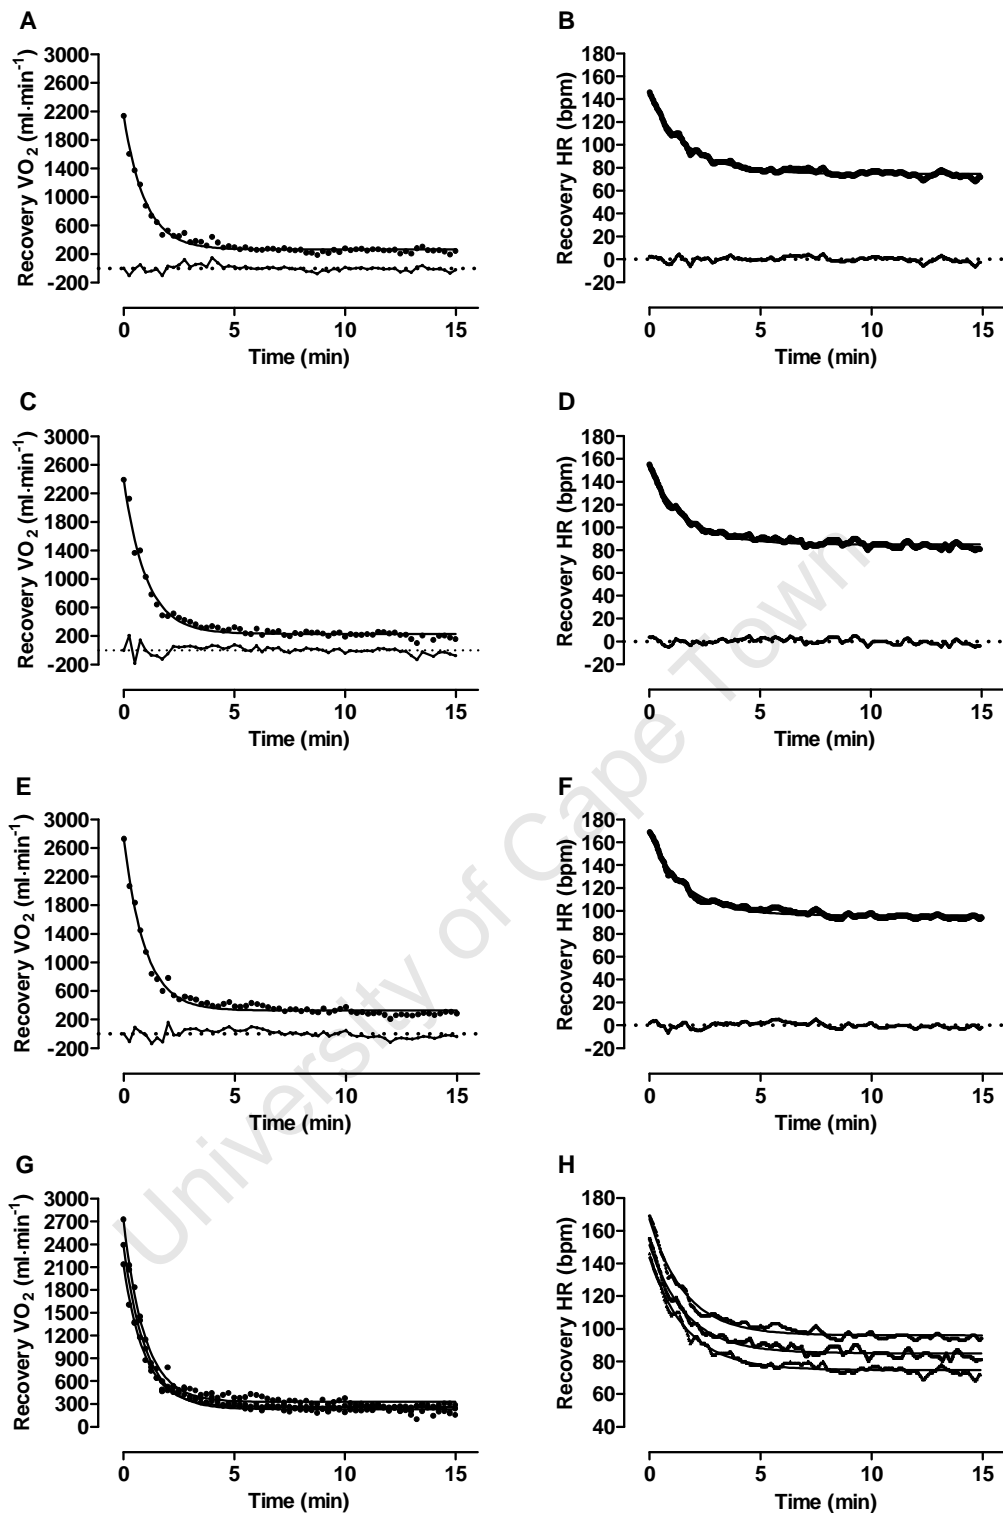 A
Recovery VO2 (ml·min-1)
3000
2600
2200
1800
1400
1000
600
200
-200
0 5 10 15
Time (min)
B
Recovery HR (bpm)
180
160
140
120
100
80
60
40
20
0
-20
0 5 10 15
Time (min)
C
Recovery VO2 (ml·min-1)
3000
2600
2200
1800
1400
1000
600
200
-200
0 5 10 15
Time (min)
D
Recovery HR (bpm)
180
160
140
120
100
80
60
40
20
0
-20
0 5 10 15
Time (min)
E
Recovery VO2 (ml·min-1)
3000
2600
2200
1800
1400
1000
600
200
-200
0 5 10 15
Time (min)
F
Recovery HR (bpm)
180
160
140
120
100
80
60
40
20
0
-20
0 5 10 15
Time (min)
G
Recovery VO2 (ml·min-1)
3000
2700
2400
2100
1800
1500
1200
900
600
300
0
0 5 10 15
Time (min)
H
Recovery HR (bpm)
180
160
140
120
100
80
60
40
0 5 10 15
Time (min)
University of Cape Town